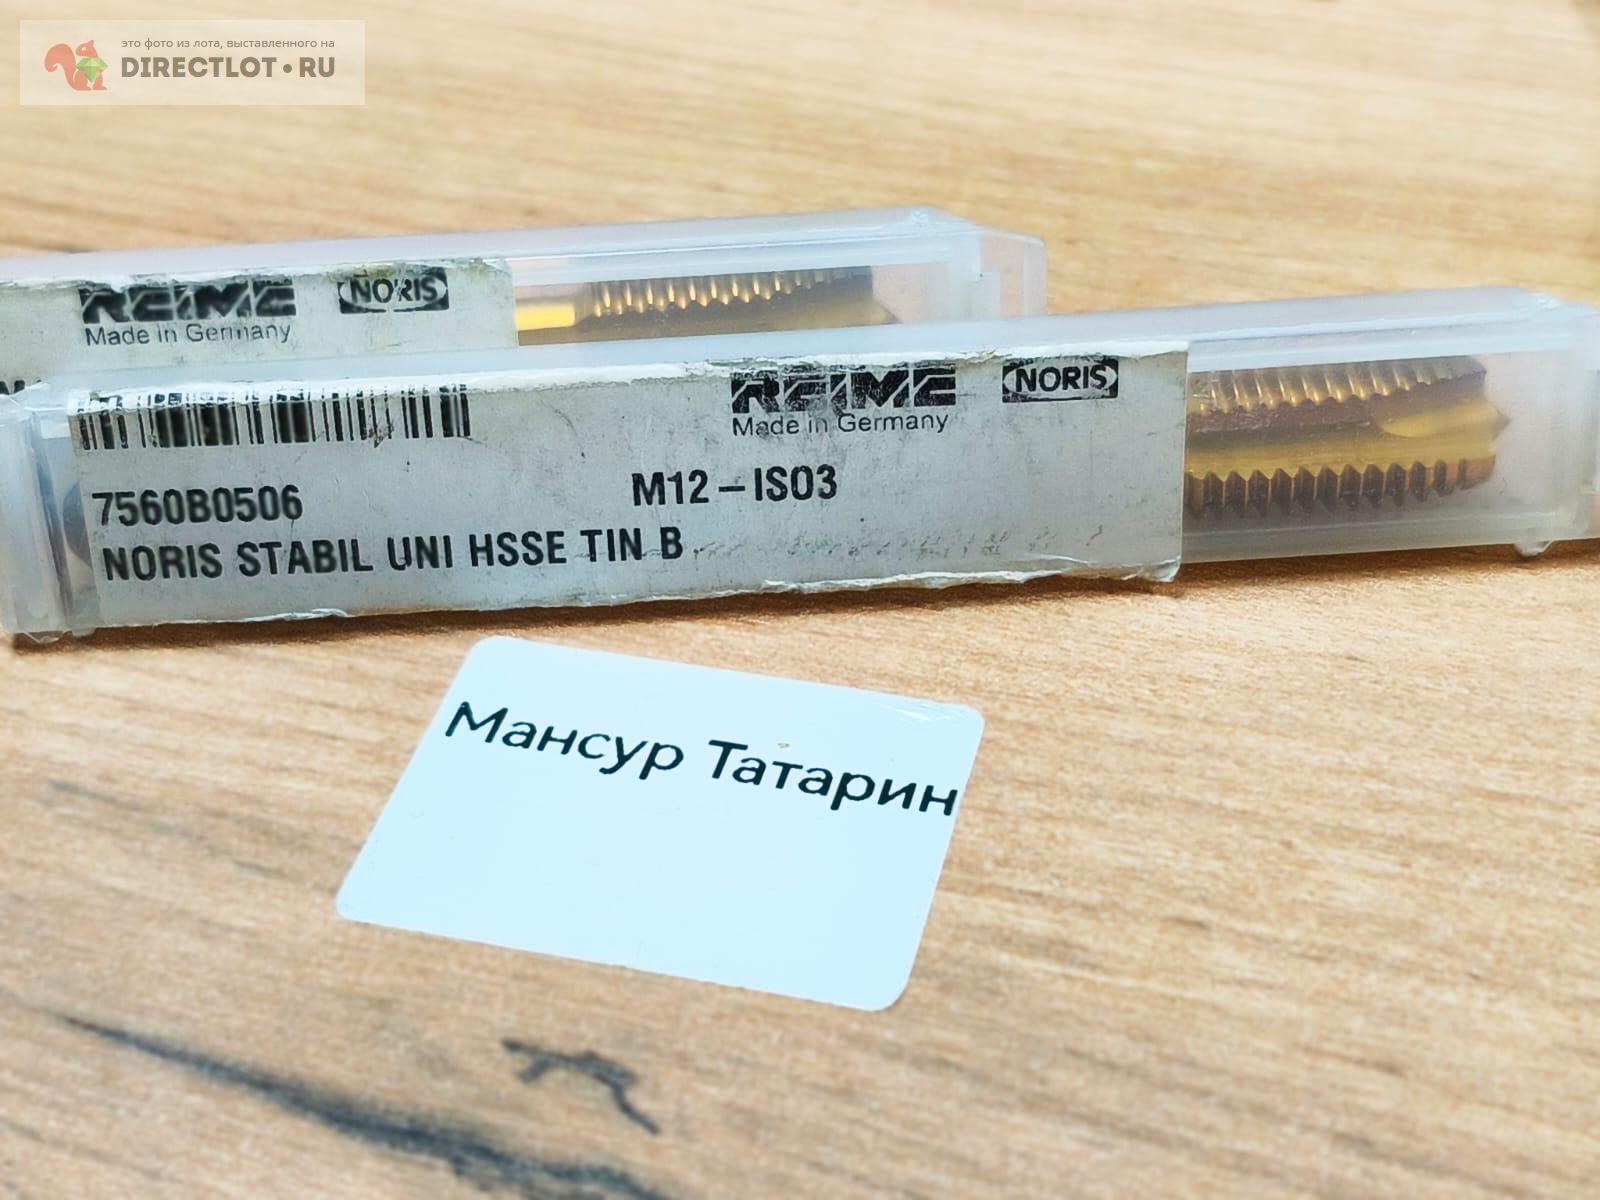 это фото из лота, выставленного на
DIRECTLOT•RU
REIME NORIS
Made in Germany
REIME NORIS
Made in Germany
7560B0506 M12-ISO3
NORIS STABIL UNI HSSE TIN B
Мансур Татарин